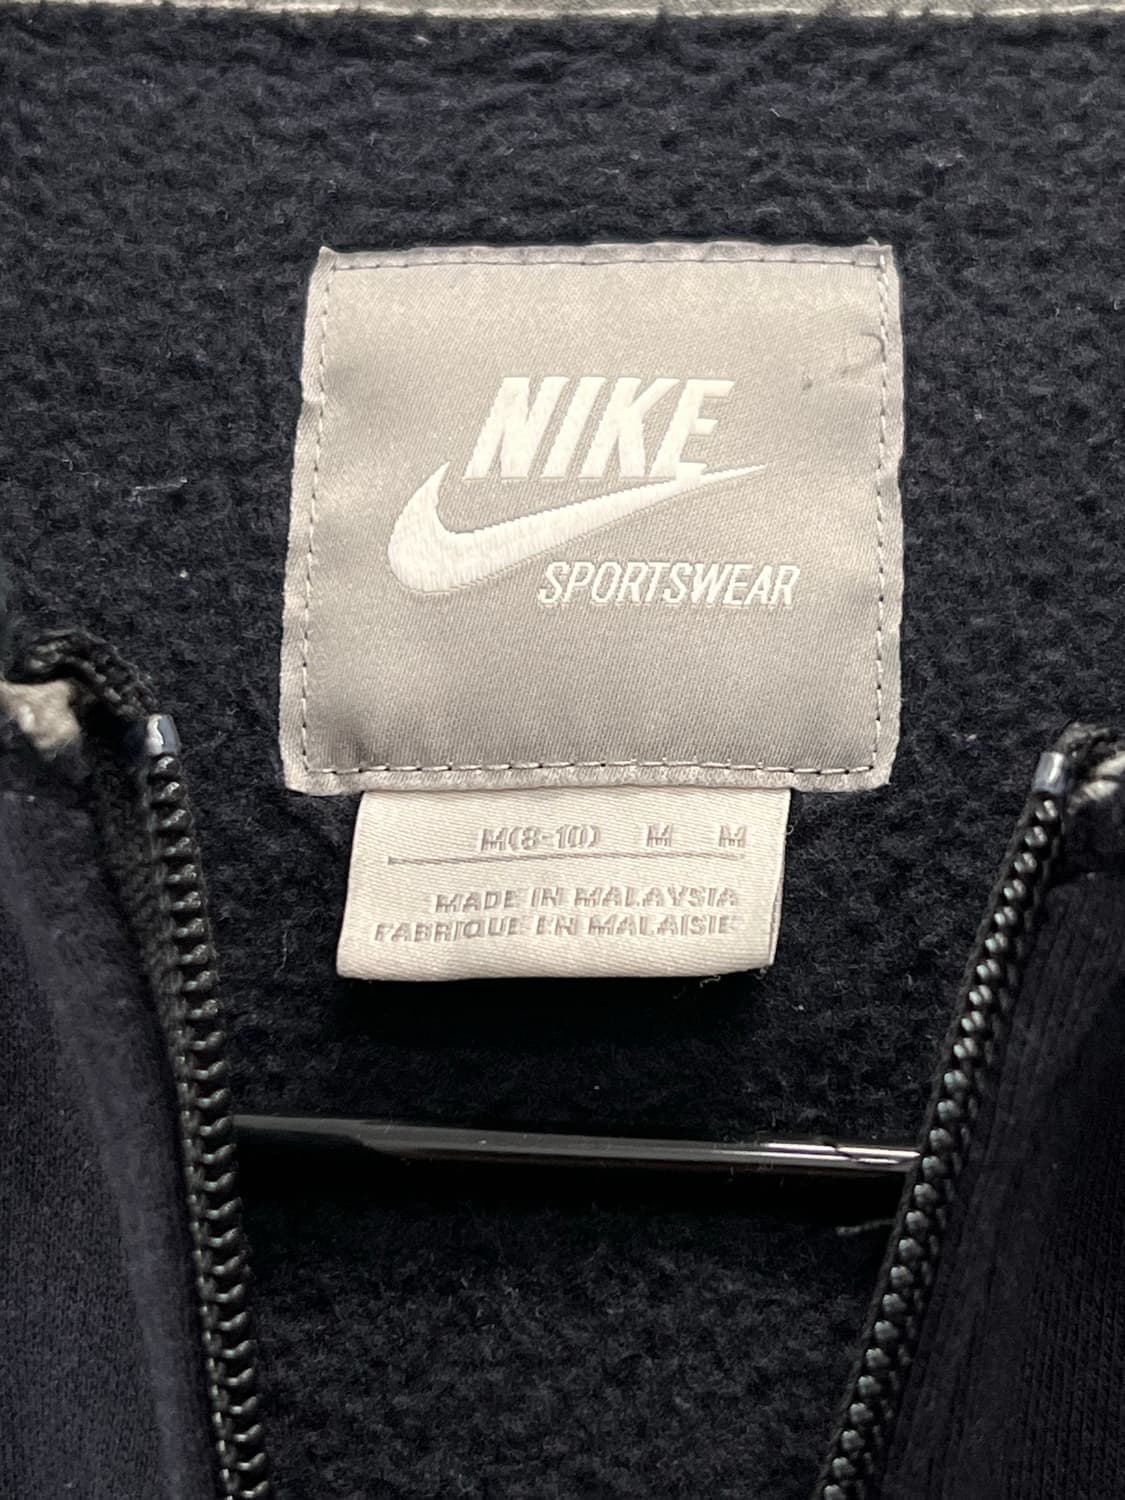 NIKE
SPORTSWEAR
M(8-10) M M
MADE IN MALAYSIA
FABRIQUE EN MALAISIE